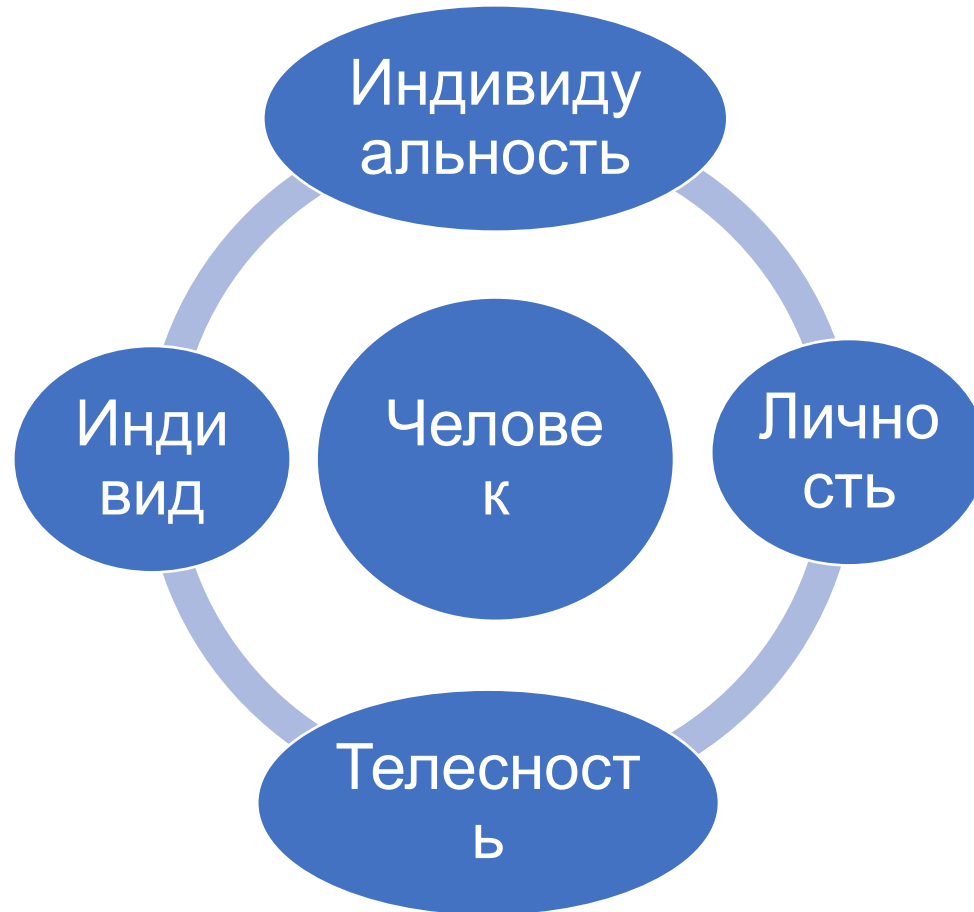 Индивиду
альность
Инди
вид
Челове
к
Лично
сть
Телесност
ь